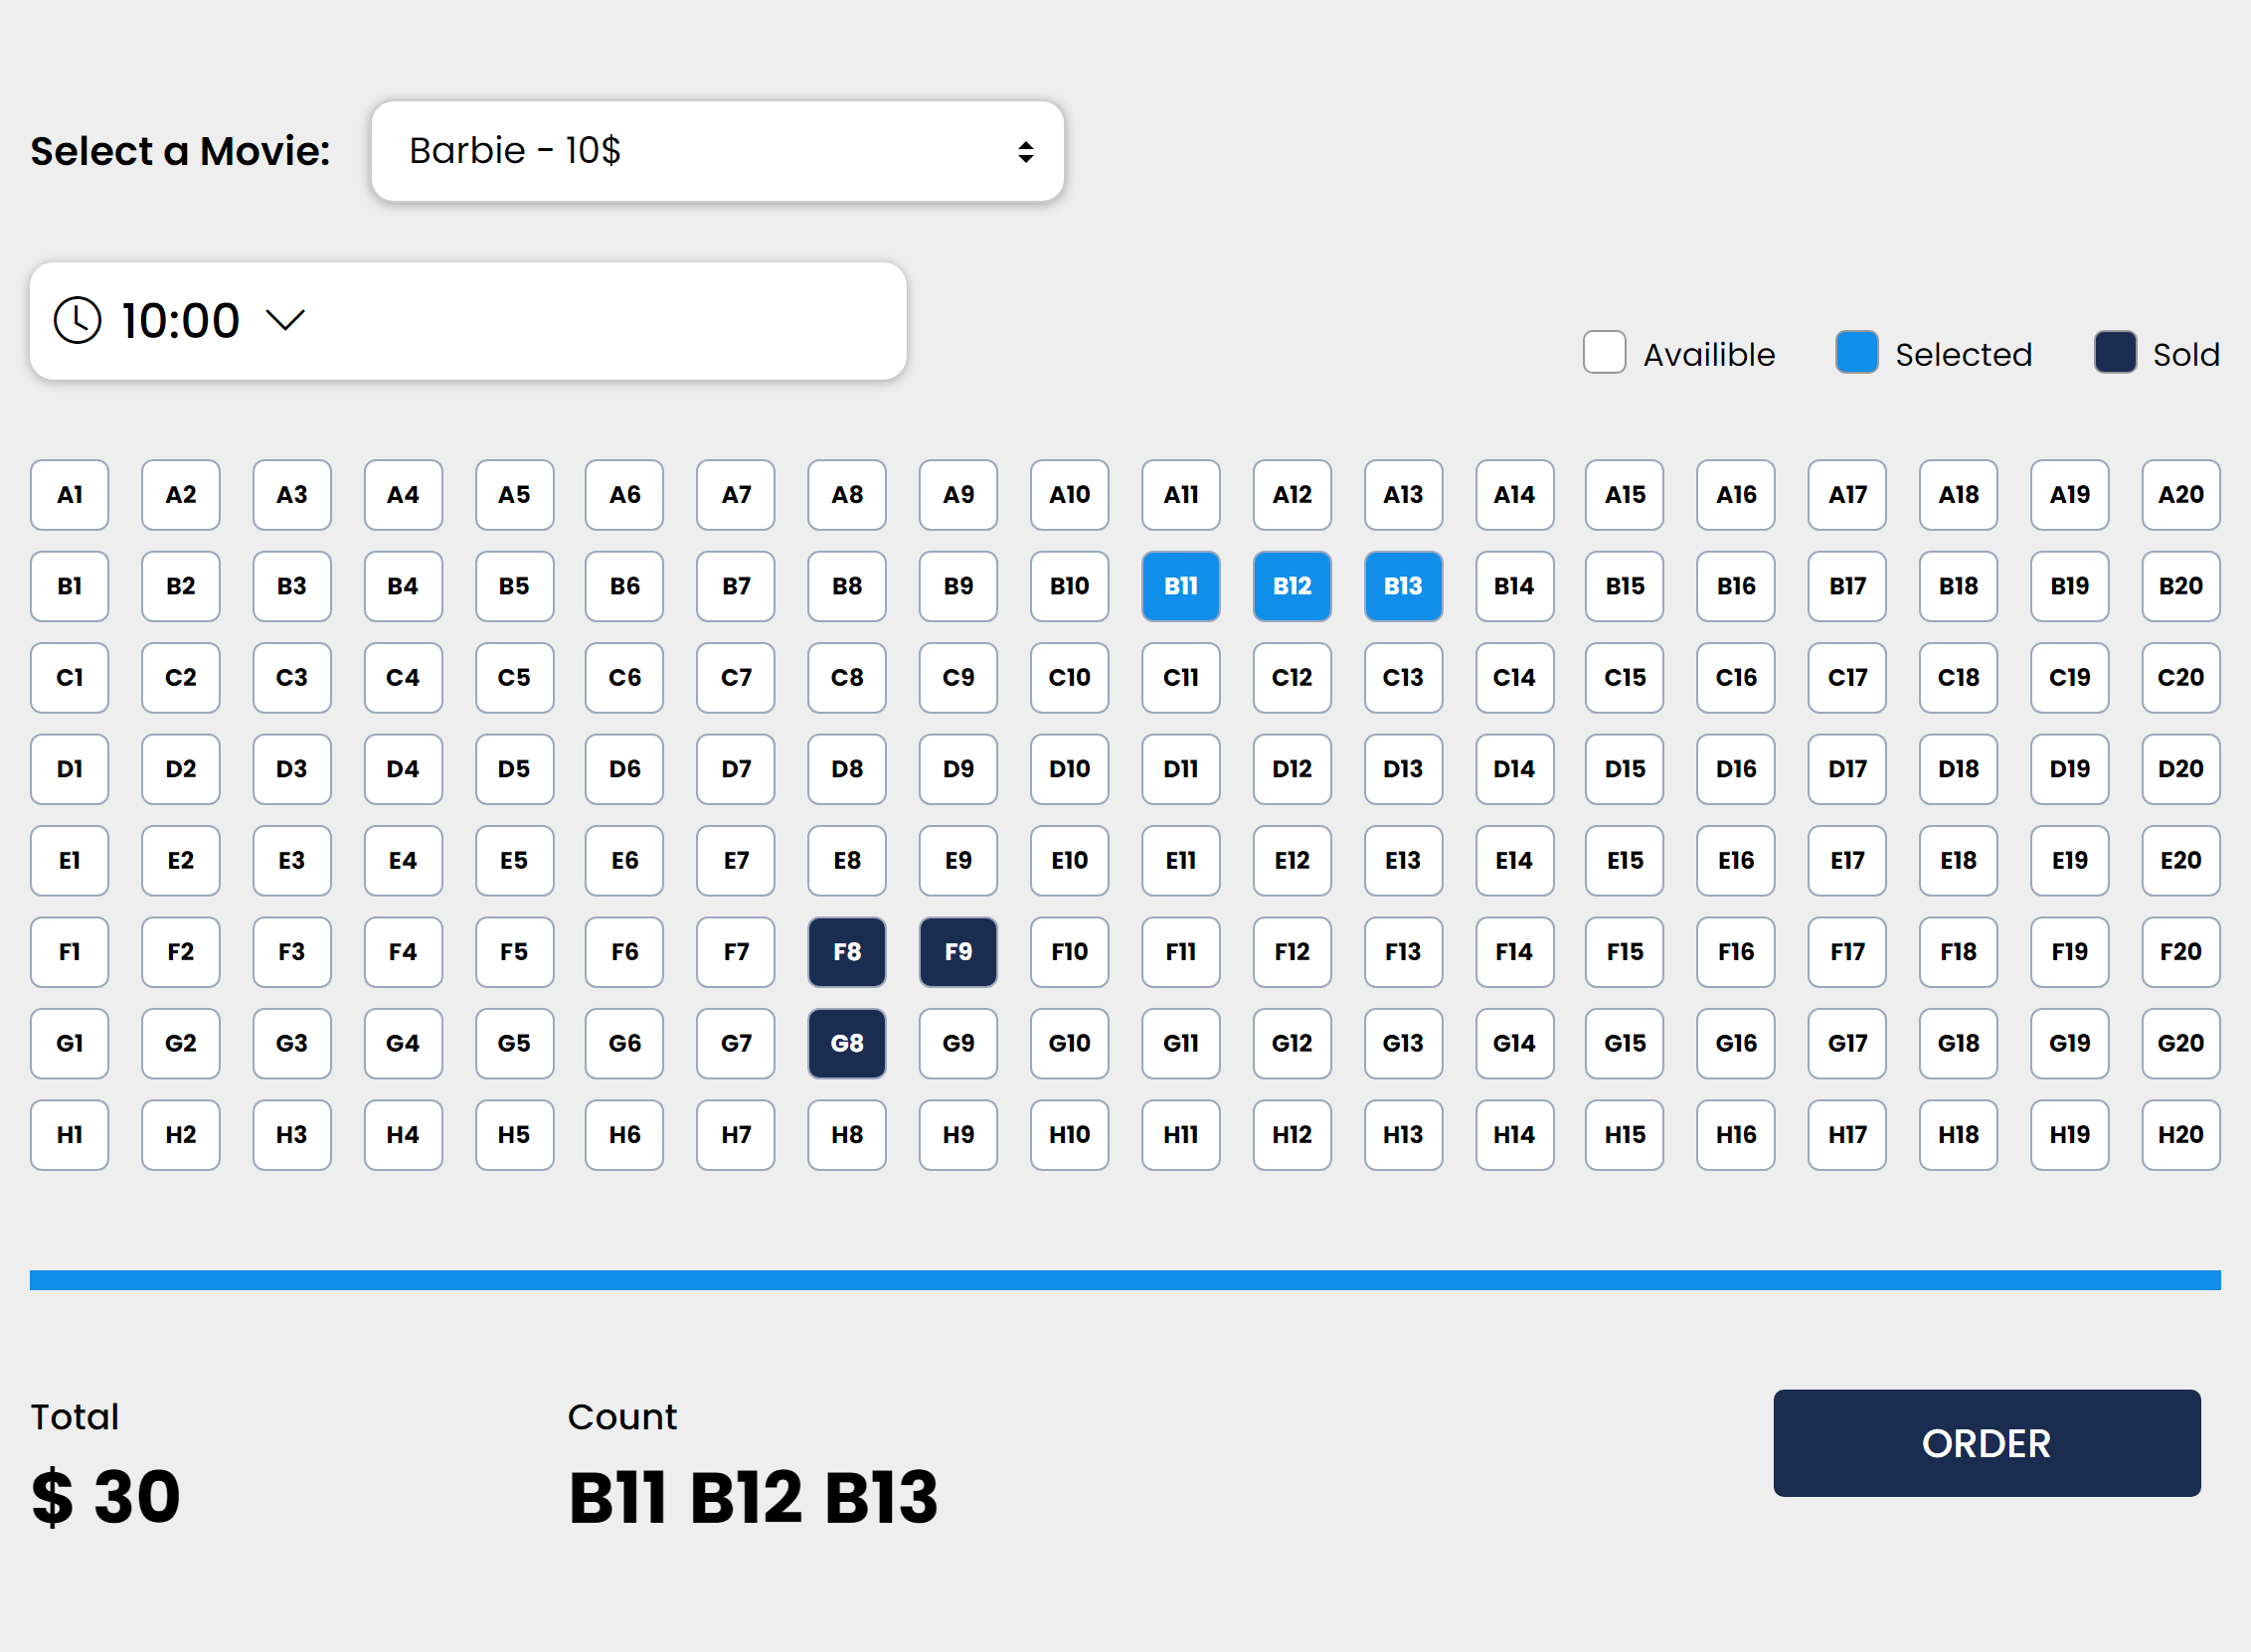 Select a Movie: Barbie - 10$
10:00
Availible Selected Sold
A1 A2 A3 A4 A5 A6 A7 A8 A9 A10 A11 A12 A13 A14 A15 A16 A17 A18 A19 A20
B1 B2 B3 B4 B5 B6 B7 B8 B9 B10 B11 B12 B13 B14 B15 B16 B17 B18 B19 B20
C1 C2 C3 C4 C5 C6 C7 C8 C9 C10 C11 C12 C13 C14 C15 C16 C17 C18 C19 C20
D1 D2 D3 D4 D5 D6 D7 D8 D9 D10 D11 D12 D13 D14 D15 D16 D17 D18 D19 D20
E1 E2 E3 E4 E5 E6 E7 E8 E9 E10 E11 E12 E13 E14 E15 E16 E17 E18 E19 E20
F1 F2 F3 F4 F5 F6 F7 F8 F9 F10 F11 F12 F13 F14 F15 F16 F17 F18 F19 F20
G1 G2 G3 G4 G5 G6 G7 G8 G9 G10 G11 G12 G13 G14 G15 G16 G17 G18 G19 G20
H1 H2 H3 H4 H5 H6 H7 H8 H9 H10 H11 H12 H13 H14 H15 H16 H17 H18 H19 H20
Total Count
ORDER
$ 30 B11 B12 B13